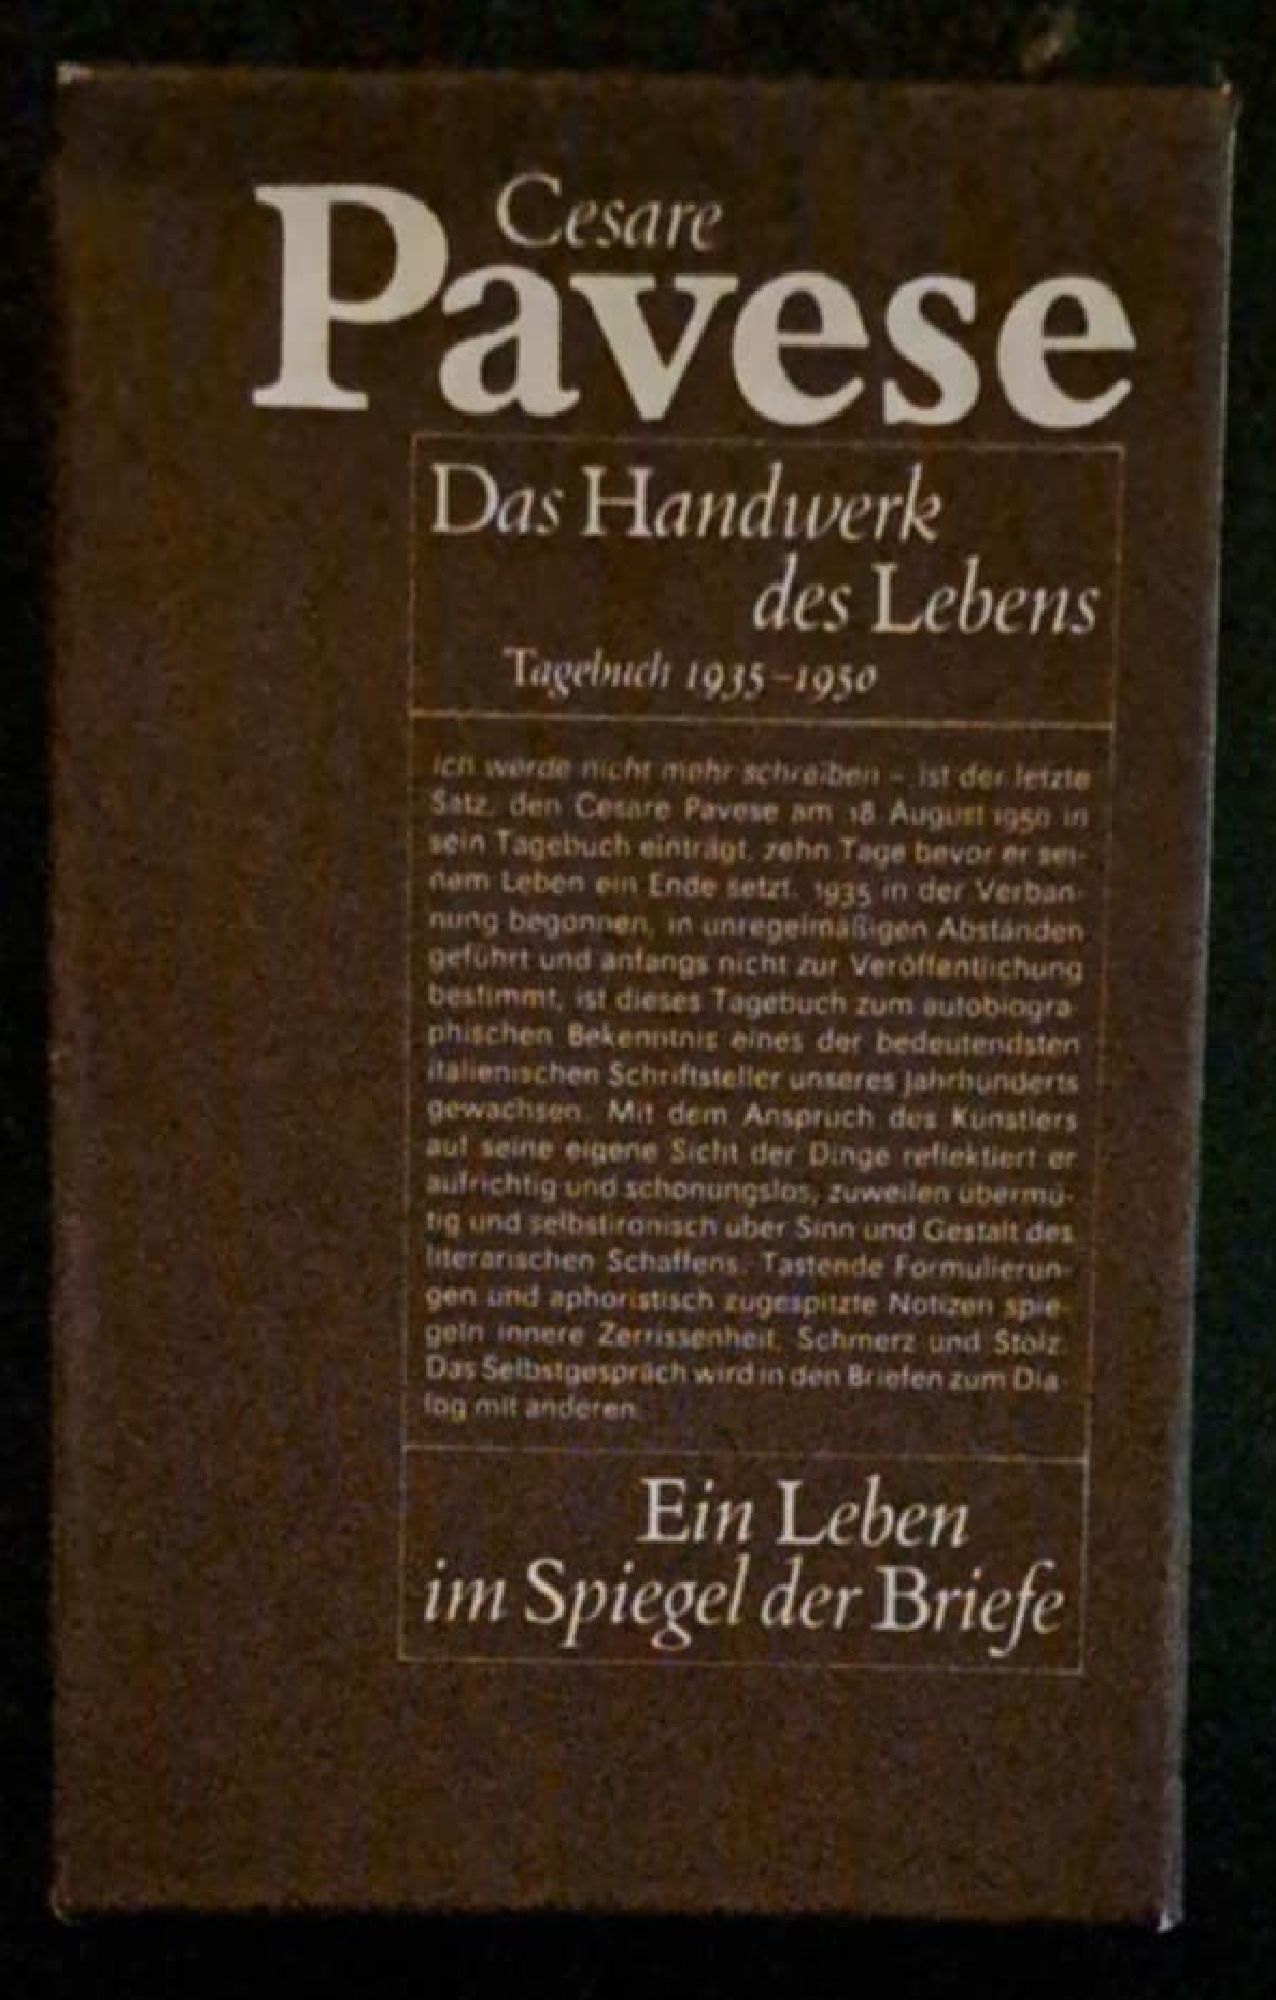 Cesare
Pavese
Das Handwerk
des Lebens
Tagebuch 1935–1950
Ich werde nicht mehr schreiben – ist der letzte
Satz, den Cesare Pavese am 18. August 1950 in
sein Tagebuch einträgt, zehn Tage bevor er sei-
nem Leben ein Ende setzt. 1935 in der Verban-
nung begonnen, in unregelmäßigen Abständen
geführt und anfangs nicht zur Veröffentlichung
bestimmt, ist dieses Tagebuch zum autobiogra-
phischen Bekenntnis eines der bedeutendsten
italienischen Schriftsteller unseres Jahrhunderts
gewachsen. Mit dem Anspruch des Künstlers
auf seine eigene Sicht der Dinge reflektiert er
aufrichtig und schonungslos, zuweilen übermü-
tig und selbstironisch über Sinn und Gestalt des
literarischen Schaffens. Tastende Formulierun-
gen und aphoristisch zugespitzte Notizen spie-
geln innere Zerrissenheit, Schmerz und Stolz.
Das Selbstgespräch wird in den Briefen zum Dia-
log mit anderen.
Ein Leben
im Spiegel der Briefe